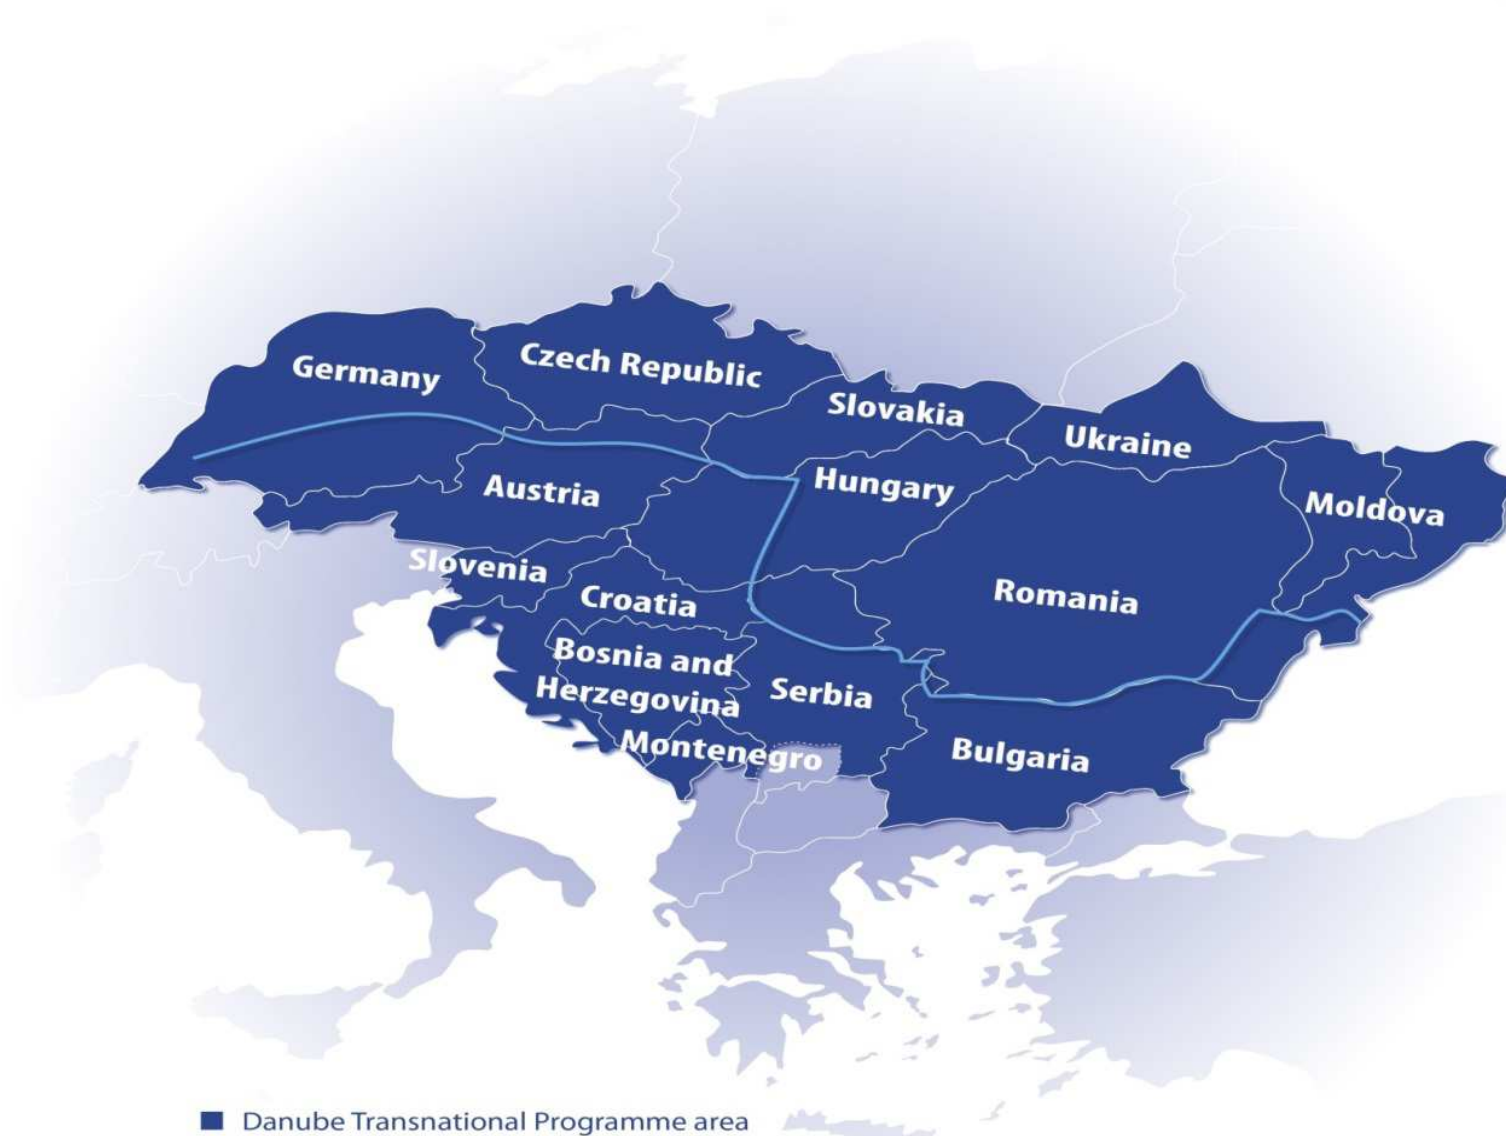 Germany
Czech Republic
Slovakia
Ukraine
Austria
Hungary
Moldova
Slovenia
Croatia
Romania
Bosnia and
Herzegovina
Serbia
Montenegro
Bulgaria
Danube Transnational Programme area